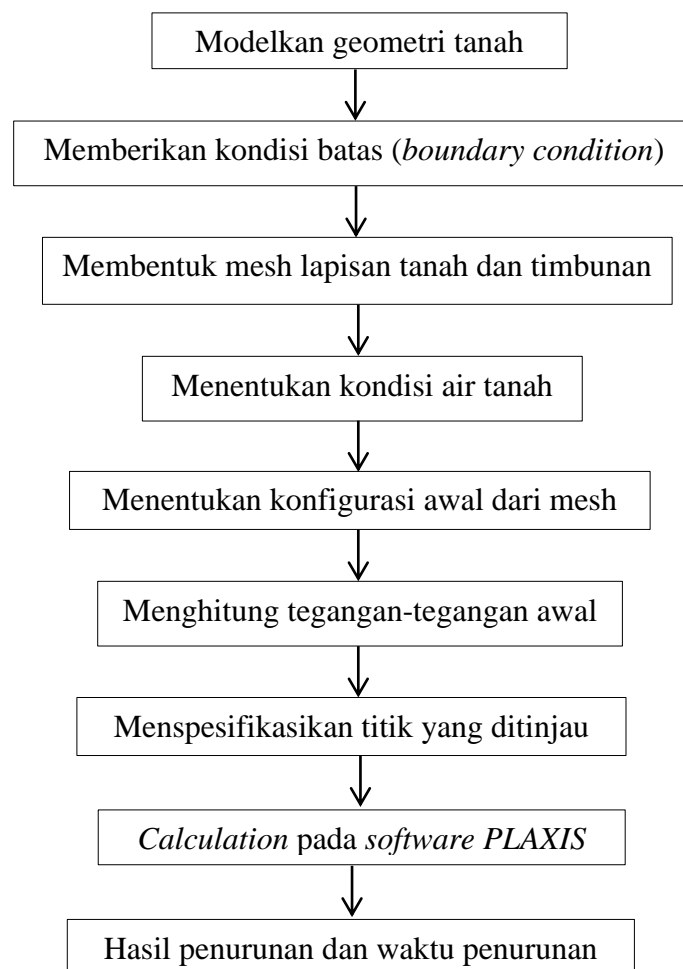 Modelkan geometri tanah
Memberikan kondisi batas (boundary condition)
Membentuk mesh lapisan tanah dan timbunan
Menentukan kondisi air tanah
Menentukan konfigurasi awal dari mesh
Menghitung tegangan-tegangan awal
Menspesifikasikan titik yang ditinjau
Calculation pada software PLAXIS
Hasil penurunan dan waktu penurunan